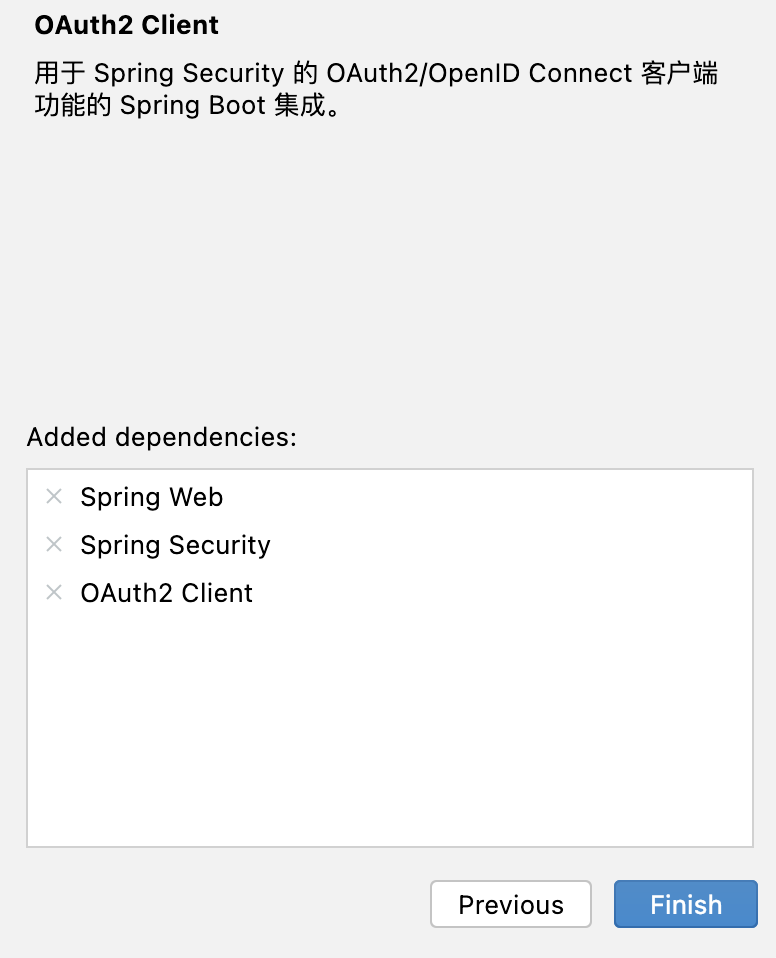 OAuth2 Client
用于 Spring Security 的 OAuth2/OpenID Connect 客户端
功能的 Spring Boot 集成。
Added dependencies:
Spring Web
Spring Security
OAuth2 Client
Previous
Finish